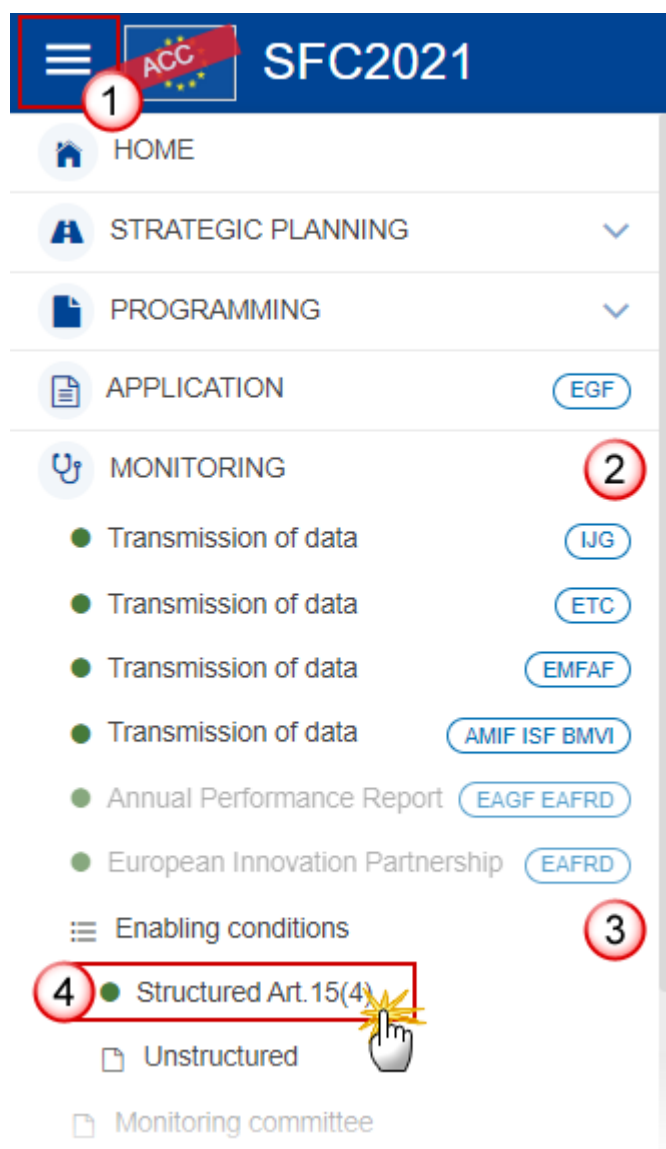 ACC SFC2021
1
HOME
STRATEGIC PLANNING
PROGRAMMING
APPLICATION EGF
MONITORING 2
Transmission of data IJG
Transmission of data ETC
Transmission of data EMFAF
Transmission of data AMIF ISF BMVI
Annual Performance Report EAGF EAFRD
European Innovation Partnership EAFRD
Enabling conditions 3
4 Structured Art.15(4)
Unstructured
Monitoring committee